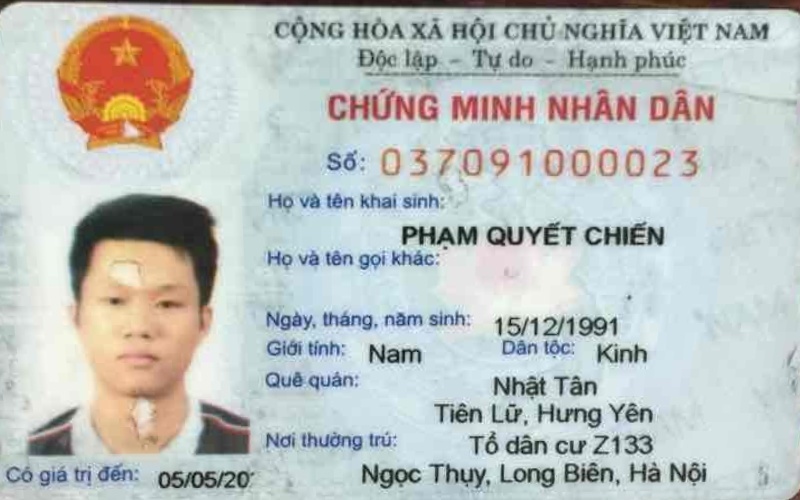 CỘNG HÒA XÃ HỘI CHỦ NGHĨA VIỆT NAM
Độc lập - Tự do - Hạnh phúc
CHỨNG MINH NHÂN DÂN
Số: 037091000023
Họ và tên khai sinh:
PHẠM QUYẾT CHIẾN
Họ và tên gọi khác:
Ngày, tháng, năm sinh: 15/12/1991
Giới tính: Nam Dân tộc: Kinh
Quê quán: Nhật Tân
Tiên Lữ, Hưng Yên
Nơi thường trú: Tổ dân cư Z133
Ngọc Thụy, Long Biên, Hà Nội
Có giá trị đến: 05/05/20